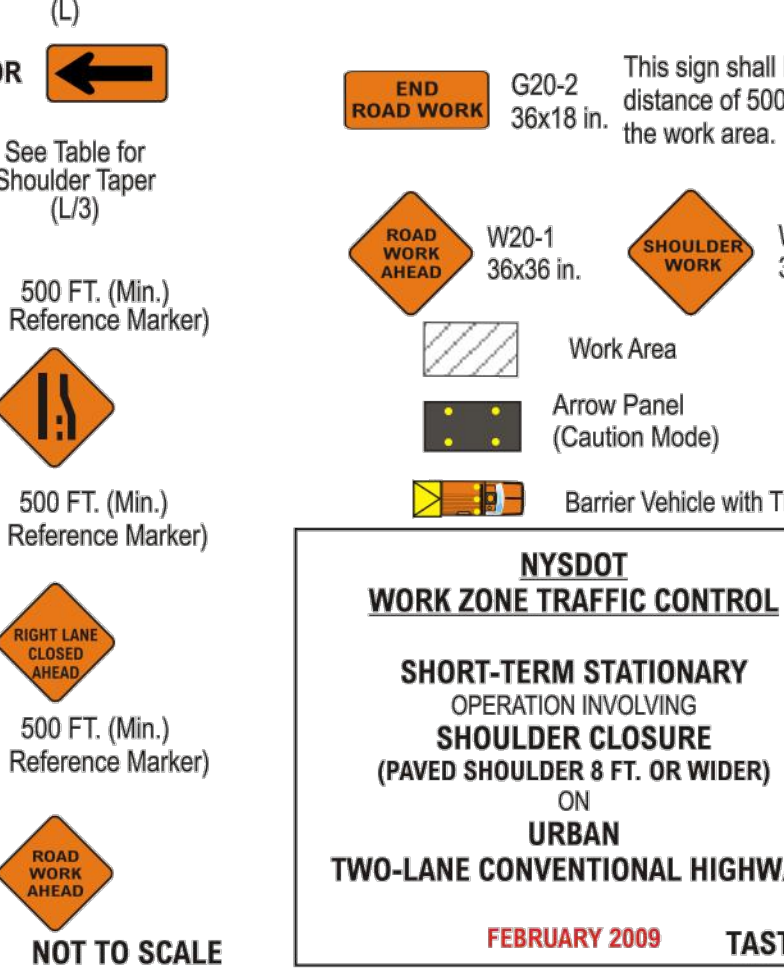 (L)
OR
See Table for
Shoulder Taper
(L/3)
500 FT. (Min.)
Reference Marker)
500 FT. (Min.)
Reference Marker)
RIGHT LANE
CLOSED
AHEAD
500 FT. (Min.)
Reference Marker)
ROAD
WORK
AHEAD
NOT TO SCALE
END
ROAD WORK
G20-2
36x18 in.
This sign shall
distance of 500
the work area.
ROAD
WORK
AHEAD
W20-1
36x36 in.
SHOULDER
WORK
Work Area
Arrow Panel
(Caution Mode)
Barrier Vehicle with
NYSDOT
WORK ZONE TRAFFIC CONTROL
SHORT-TERM STATIONARY
OPERATION INVOLVING
SHOULDER CLOSURE
(PAVED SHOULDER 8 FT. OR WIDER)
ON
URBAN
TWO-LANE CONVENTIONAL
FEBRUARY 2009